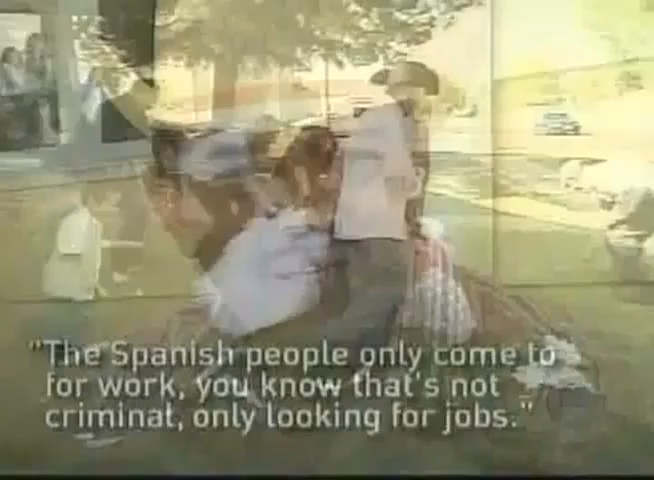 "The Spanish people only come to
for work, you know that's not
criminal, only looking for jobs."